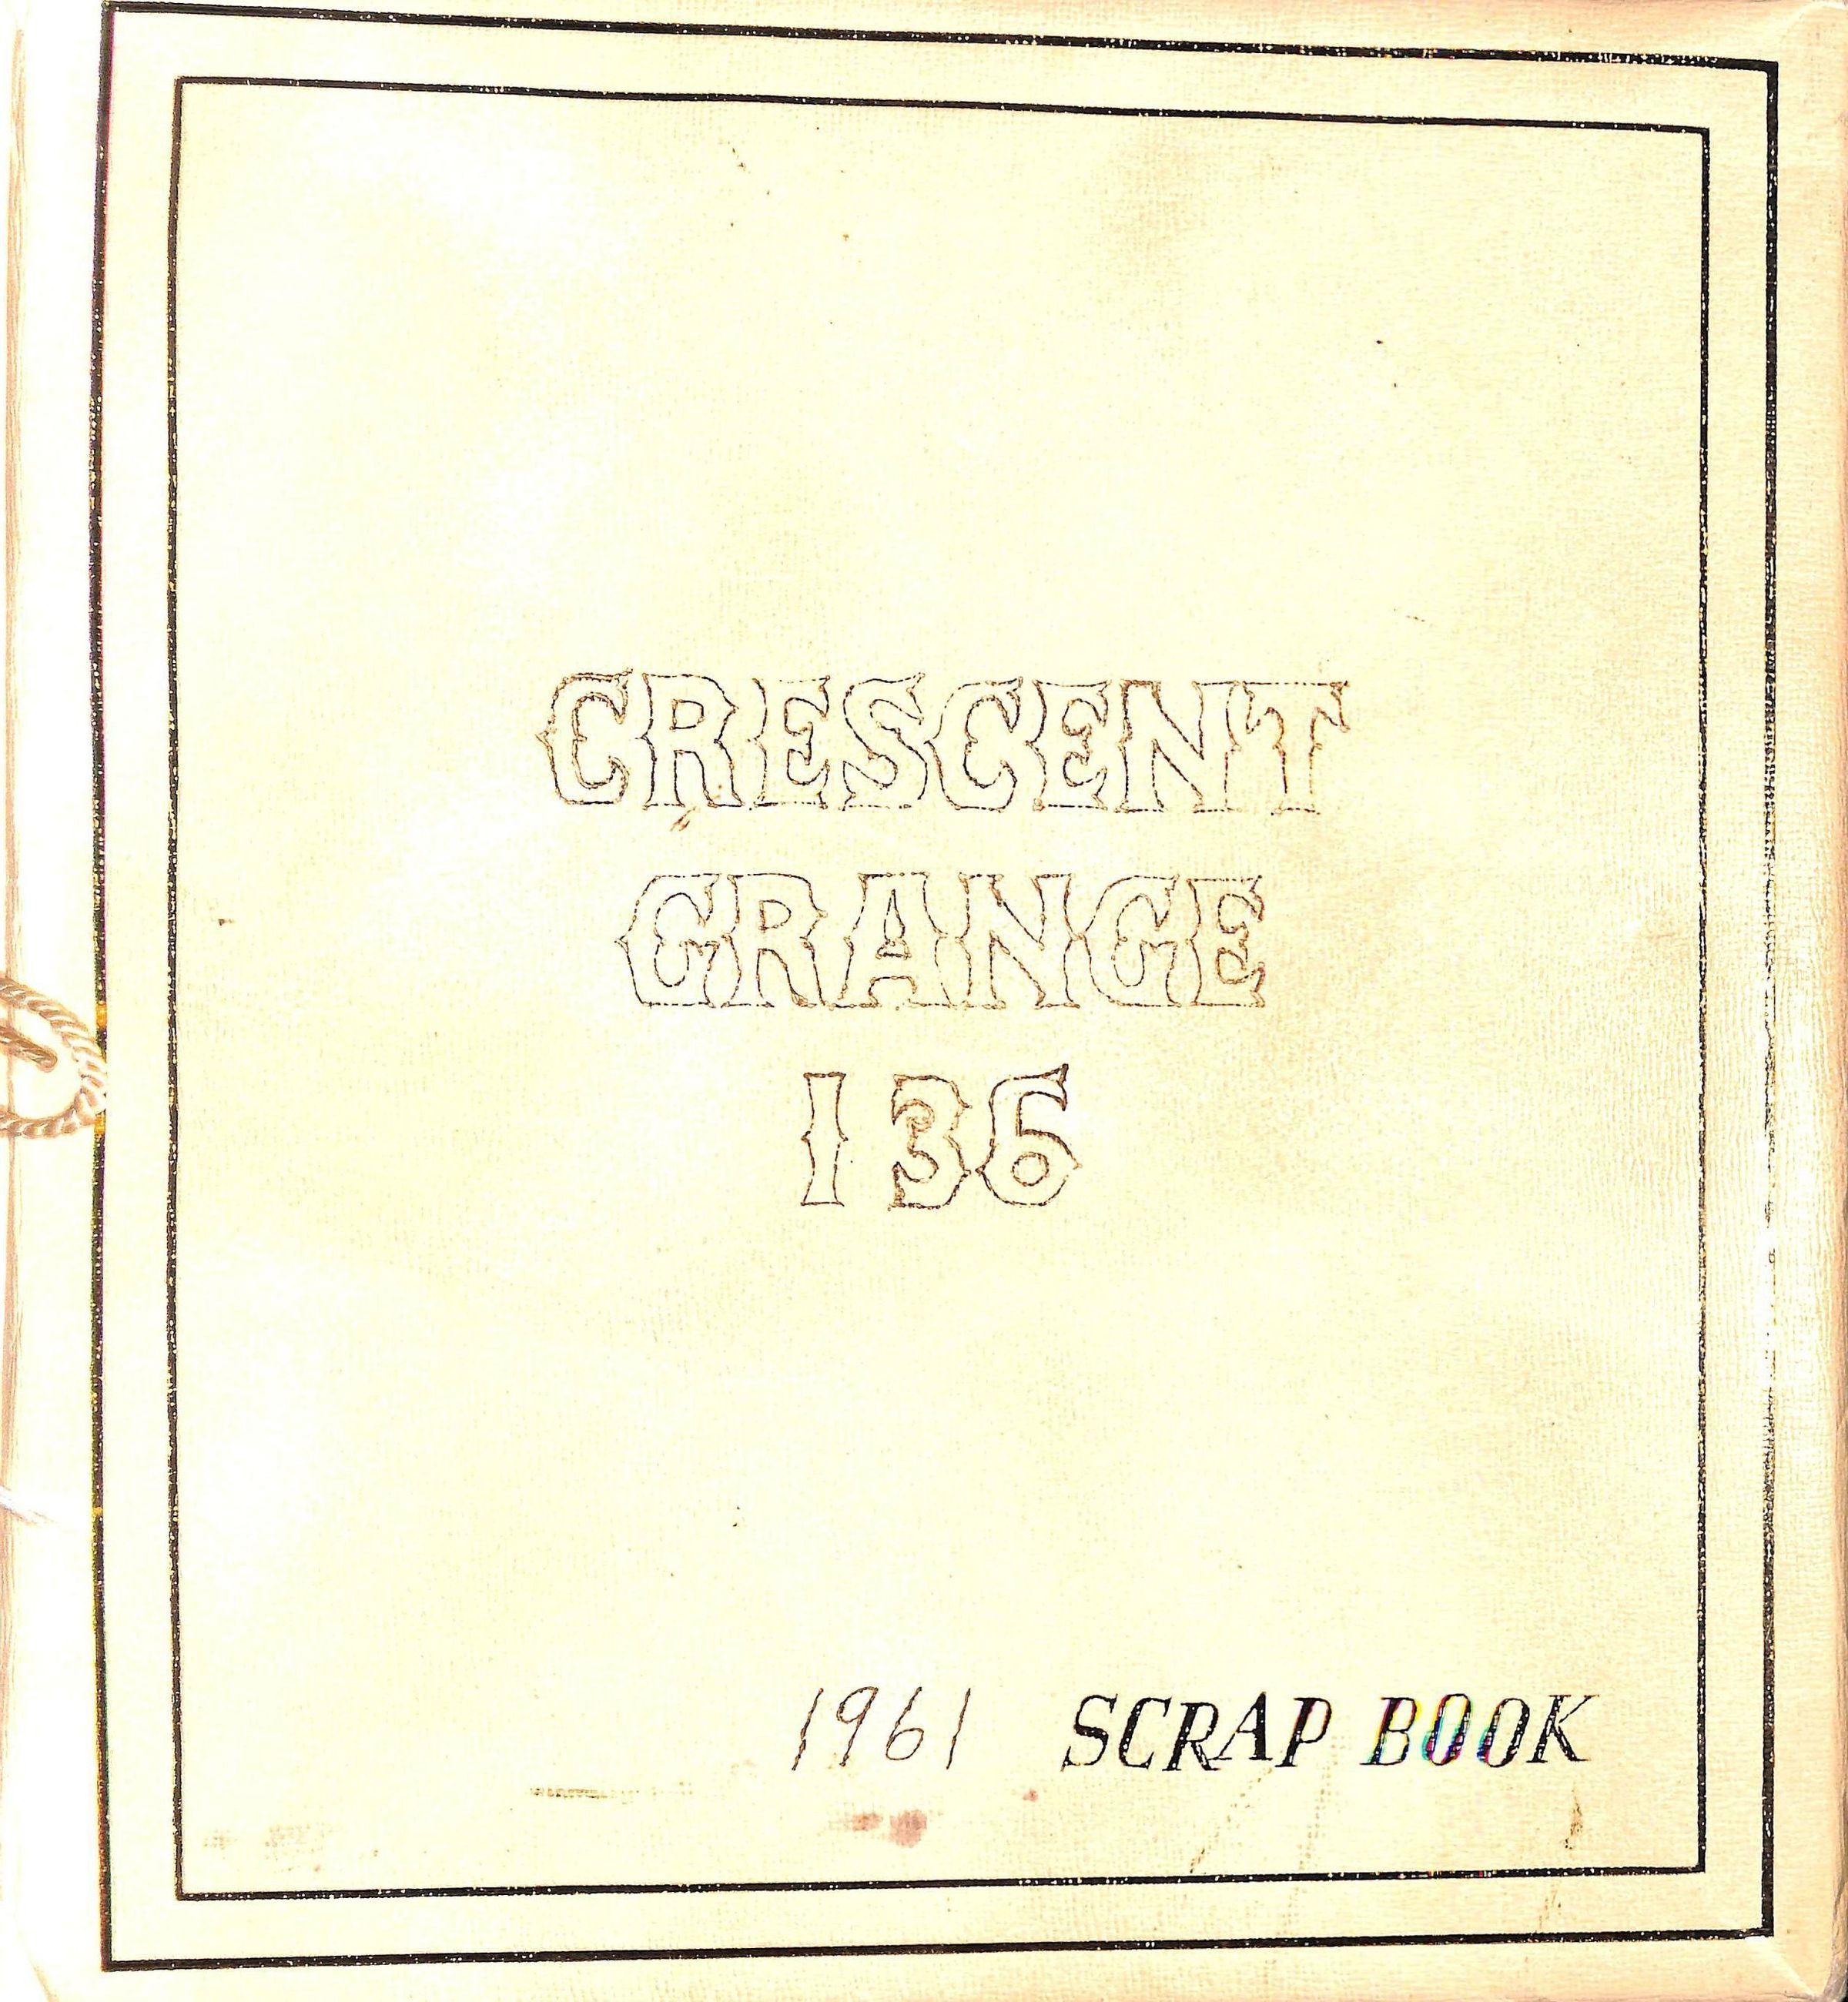 CRESCENT
GRANGE
136
1961 SCRAP BOOK